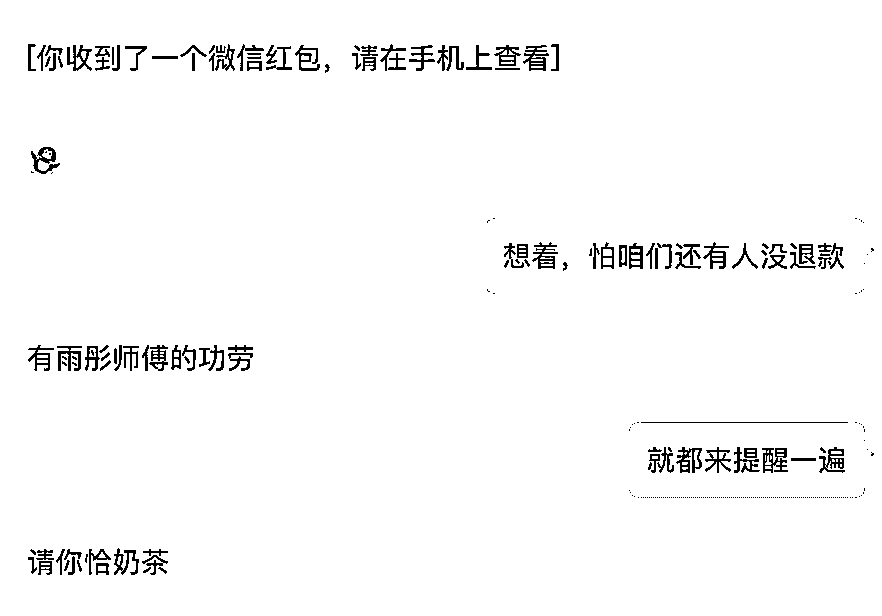 [你收到了一个微信红包，请在手机上查看]
想着，怕咱们还有人没退款
有雨彤师傅的功劳
就都来提醒一遍
请你恰奶茶